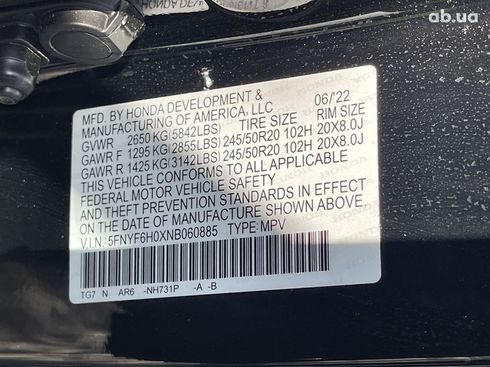 ab.ua
MFD. BY HONDA DEVELOPMENT &
MANUFACTURING OF AMERICA, LLC 06/'22
GVWR 2650 KG(5842LBS) TIRE SIZE RIM SIZE
GAWR F 1295 KG(2855LBS) 245/50R20 102H 20X8.0J
GAWR R 1425 KG(3142LBS) 245/50R20 102H 20X8.0J
THIS VEHICLE CONFORMS TO ALL APPLICABLE
FEDERAL MOTOR VEHICLE SAFETY
AND THEFT PREVENTION STANDARDS IN EFFECT
ON THE DATE OF MANUFACTURE SHOWN ABOVE.
V.I.N.: 5FNYF6H0XNB060885 TYPE: MPV
TG7 N AR6 -NH731P -A -B